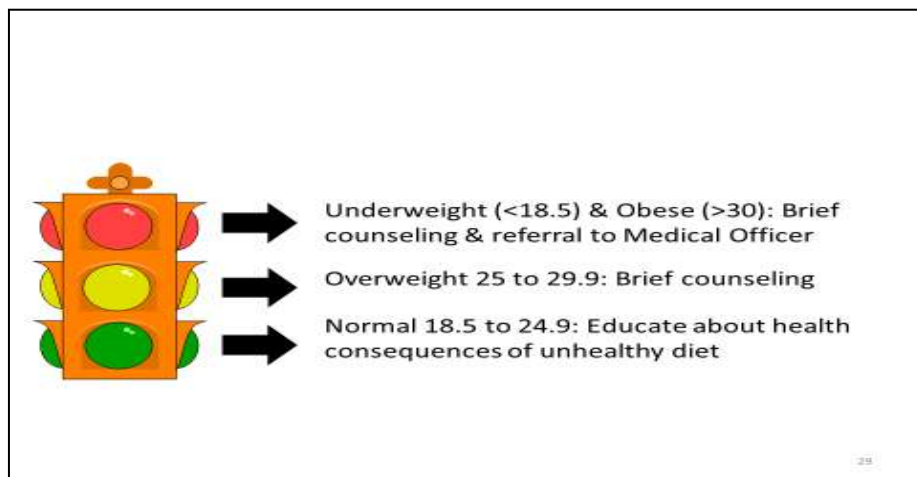 Underweight (<18.5) & Obese (>30): Brief
counseling & referral to Medical Officer
Overweight 25 to 29.9: Brief counseling
Normal 18.5 to 24.9: Educate about health
consequences of unhealthy diet
29